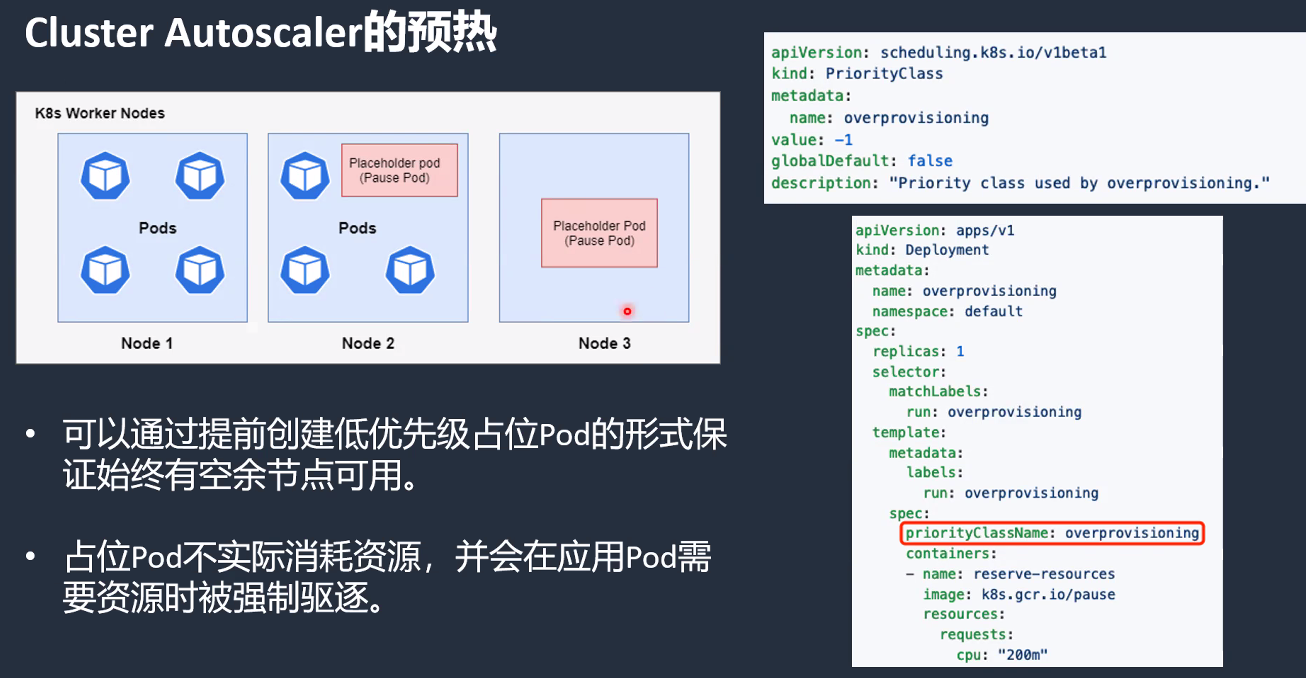 Cluster Autoscaler的预热
K8s Worker Nodes
Pods
Node 1
Placeholder pod
(Pause Pod)
Pods
Node 2
Placeholder Pod
(Pause Pod)
Node 3
• 可以通过提前创建低优先级占位Pod的形式保
证始终有空余节点可用。
• 占位Pod不实际消耗资源，并会在应用Pod需
要资源时被强制驱逐。
apiVersion: scheduling.k8s.io/v1beta1
kind: PriorityClass
metadata:
  name: overprovisioning
value: -1
globalDefault: false
description: "Priority class used by overprovisioning."
apiVersion: apps/v1
kind: Deployment
metadata:
  name: overprovisioning
  namespace: default
spec:
  replicas: 1
  selector:
    matchLabels:
      run: overprovisioning
  template:
    metadata:
      labels:
        run: overprovisioning
    spec:
      priorityClassName: overprovisioning
      containers:
      - name: reserve-resources
        image: k8s.gcr.io/pause
        resources:
          requests:
            cpu: "200m"